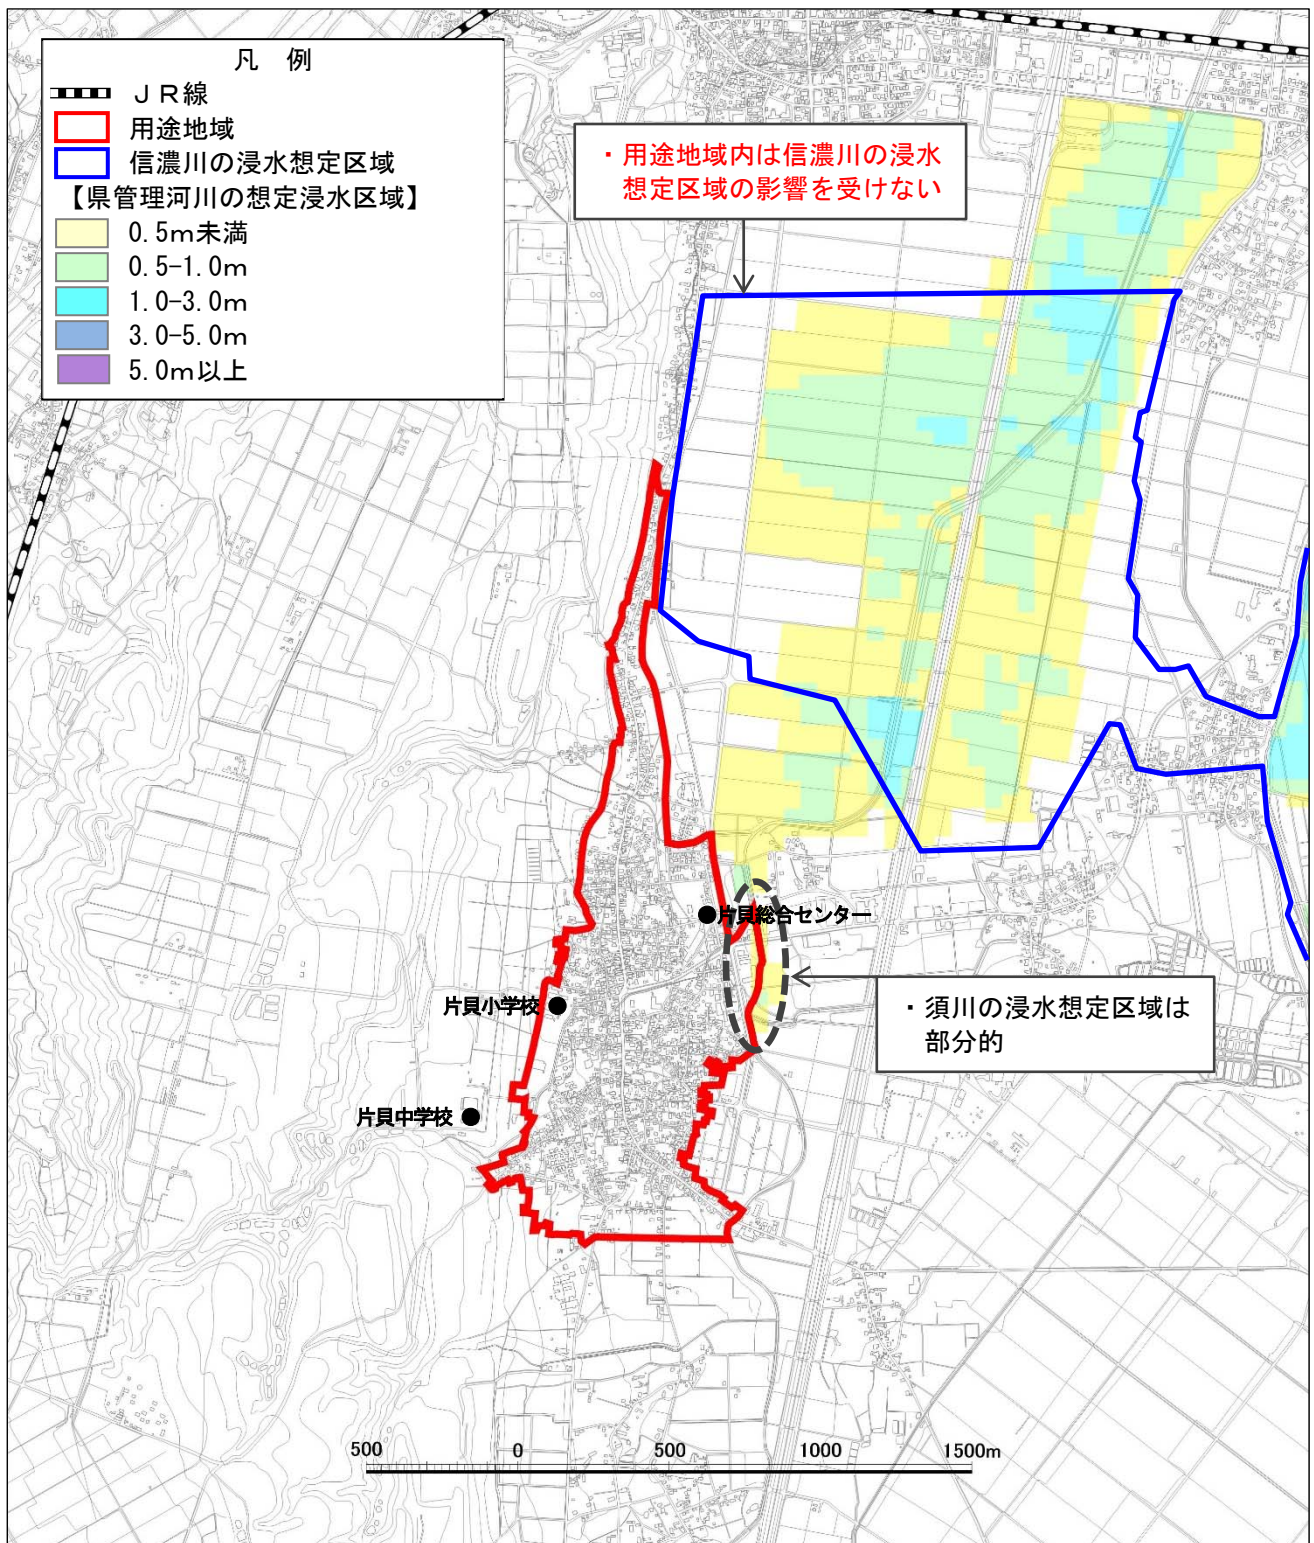 凡　例
ＪＲ線
用途地域
信濃川の浸水想定区域
【県管理河川の想定浸水区域】
0.5ｍ未満
0.5-1.0ｍ
1.0-3.0ｍ
3.0-5.0ｍ
5.0ｍ以上
・用途地域内は信濃川の浸水
想定区域の影響を受けない
片貝総合センター
・須川の浸水想定区域は
部分的
片貝小学校
片貝中学校
500 0 500 1000 1500m